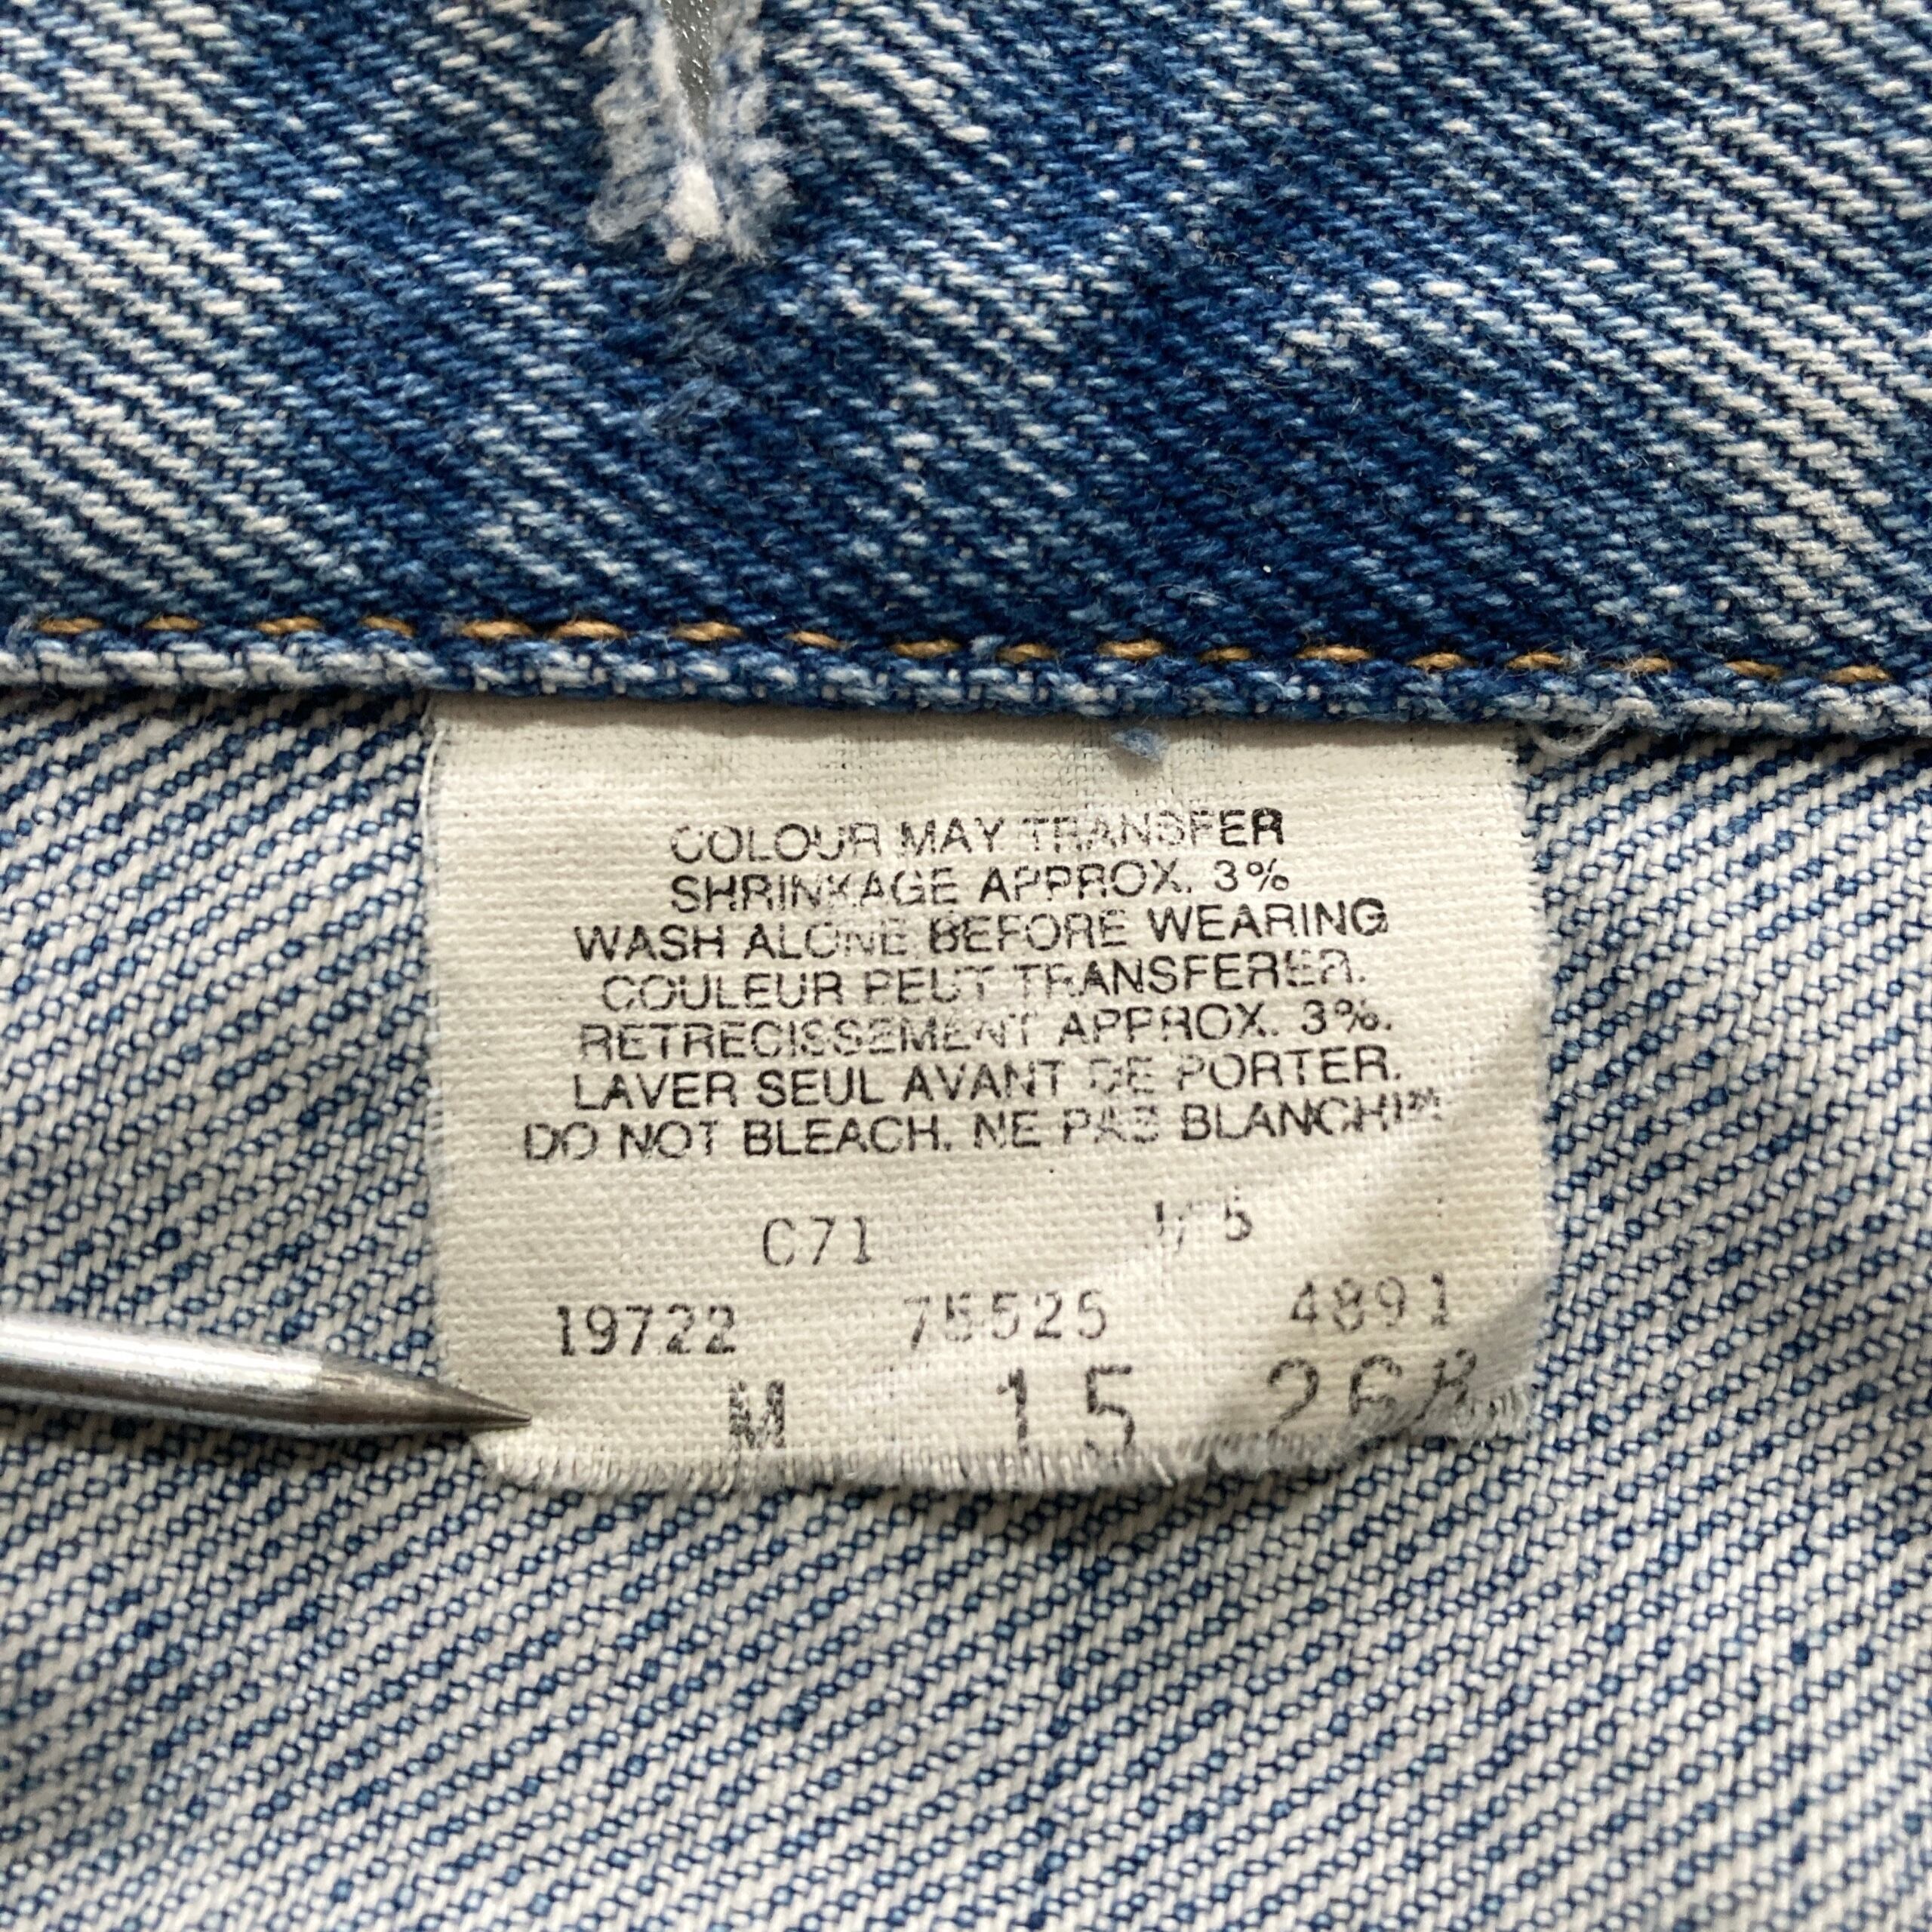 COLOUR MAY TRANSFER
SHRINKAGE APPROX. 3%
WASH ALONE BEFORE WEARING
COULEUR PEUT TRANSFERER.
RETRECISSEMENT APPROX. 3%.
LAVER SEUL AVANT DE PORTER.
DO NOT BLEACH. NE PAS BLANCHIR
C71
19722 75525 4891
M 15